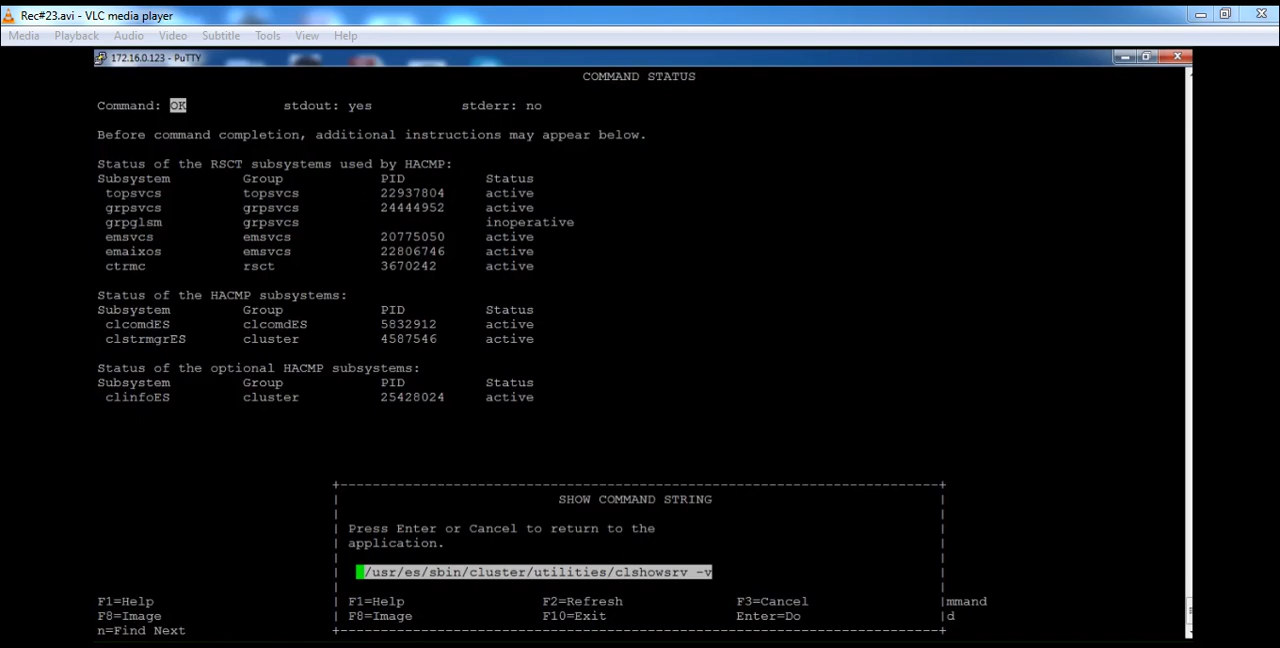 Rec#23.avi - VLC media player
Media Playback Audio Video Subtitle Tools View Help
172.16.0.123 - PuTTY
COMMAND STATUS
Command: OK stdout: yes stderr: no
Before command completion, additional instructions may appear below.
Status of the RSCT subsystems used by HACMP:
Subsystem Group PID Status
topsvcs topsvcs 22937804 active
grpsvcs grpsvcs 24444952 active
grpglsm grpsvcs inoperative
emsvcs emsvcs 20775050 active
emaixos emsvcs 22806746 active
ctrmc rsct 3670242 active
Status of the HACMP subsystems:
Subsystem Group PID Status
clcomdES clcomdES 5832912 active
clstrmgrES cluster 4587546 active
Status of the optional HACMP subsystems:
Subsystem Group PID Status
clinfoES cluster 25428024 active
SHOW COMMAND STRING
Press Enter or Cancel to return to the
application.
/usr/es/sbin/cluster/utilities/clshowsrv -v
F1=Help F1=Help F2=Refresh F3=Cancel mmand
F8=Image F8=Image F10=Exit Enter=Do d
n=Find Next